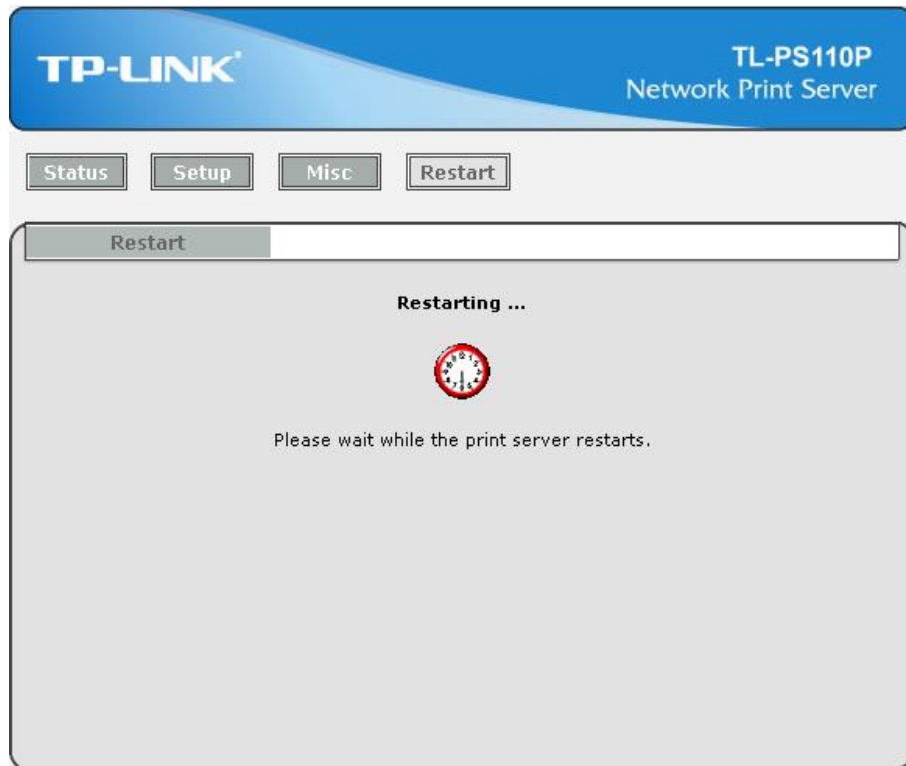 TP-LINK
TL-PS110P
Network Print Server
Status Setup Misc Restart
Restart
Restarting ...
Please wait while the print server restarts.